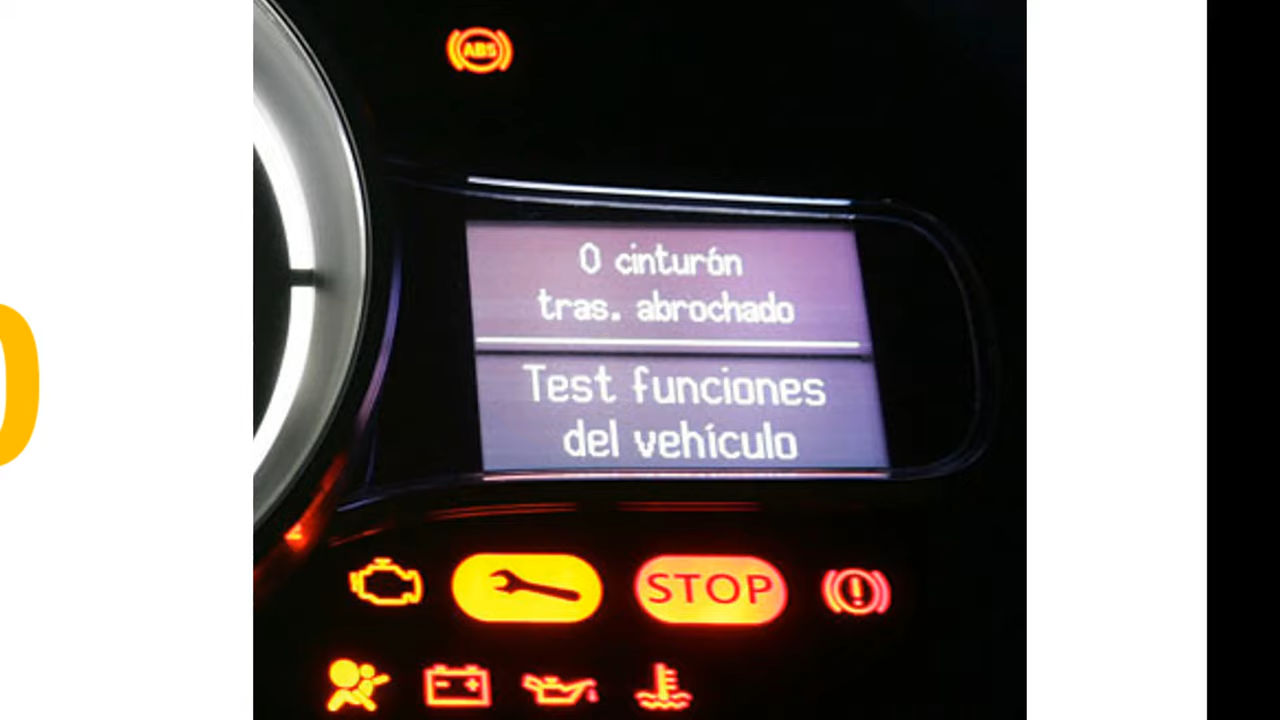 ABS
0 cinturón
tras. abrochado
Test funciones
del vehículo
STOP